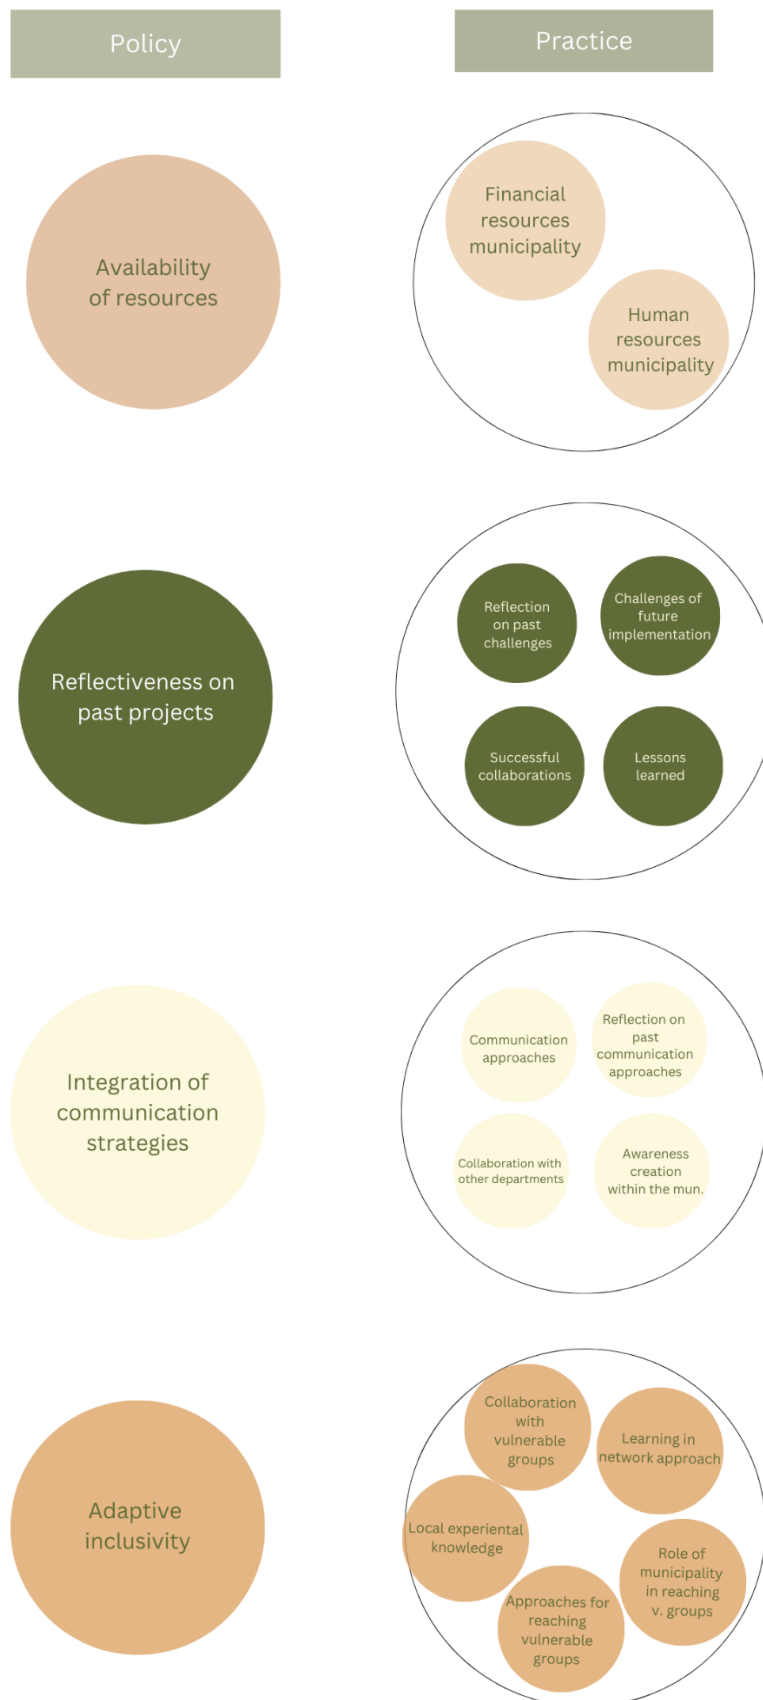 Policy
Practice
Availability
of resources
Financial
resources
municipality
Human
resources
municipality
Reflectiveness on
past projects
Reflection
on past
challenges
Challenges of
future
implementation
Successful
collaborations
Lessons
learned
Integration of
communication
strategies
Communication
approaches
Reflection on
past
communication
approaches
Collaboration with
other departments
Awareness
creation
within the mun.
Adaptive
inclusivity
Collaboration
with
vulnerable
groups
Learning in
network approach
Local experiental
knowledge
Role of
municipality
in reaching
v. groups
Approaches for
reaching
vulnerable
groups